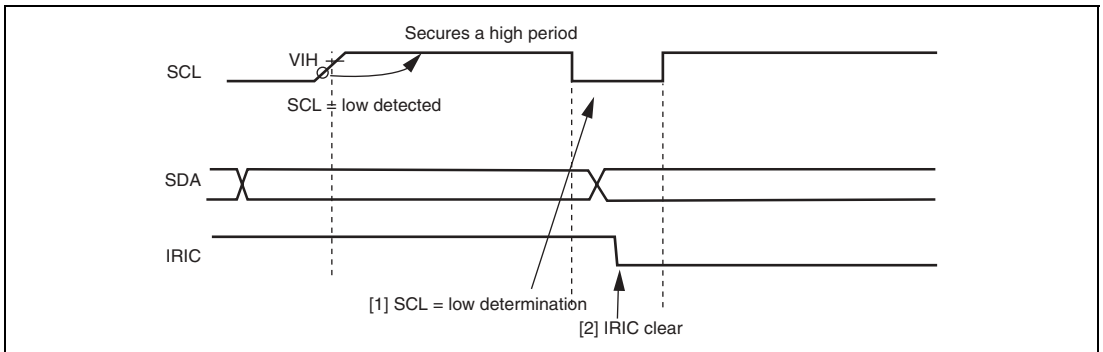 Secures a high period
VIH
SCL
SCL = low detected
SDA
IRIC
[1] SCL = low determination
[2] IRIC clear